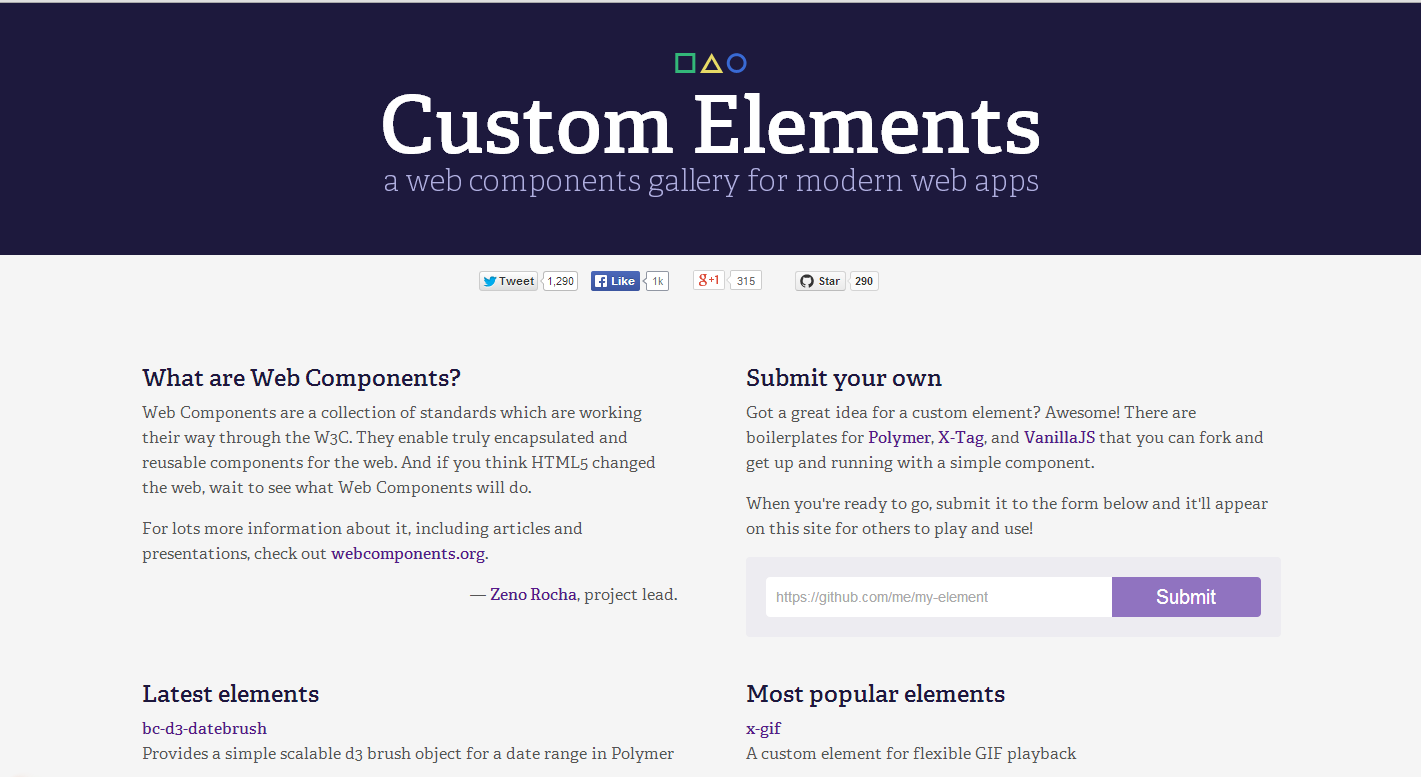 Custom Elements
a web components gallery for modern web apps
Tweet 1,290 Like 1k g+1 315 Star 290
What are Web Components?
Web Components are a collection of standards which are working
their way through the W3C. They enable truly encapsulated and
reusable components for the web. And if you think HTML5 changed
the web, wait to see what Web Components will do.
For lots more information about it, including articles and
presentations, check out webcomponents.org.
— Zeno Rocha, project lead.
Submit your own
Got a great idea for a custom element? Awesome! There are
boilerplates for Polymer, X-Tag, and VanillaJS that you can fork and
get up and running with a simple component.
When you're ready to go, submit it to the form below and it'll appear
on this site for others to play and use!
https://github.com/me/my-element Submit
Latest elements
bc-d3-datebrush
Provides a simple scalable d3 brush object for a date range in Polymer
Most popular elements
x-gif
A custom element for flexible GIF playback